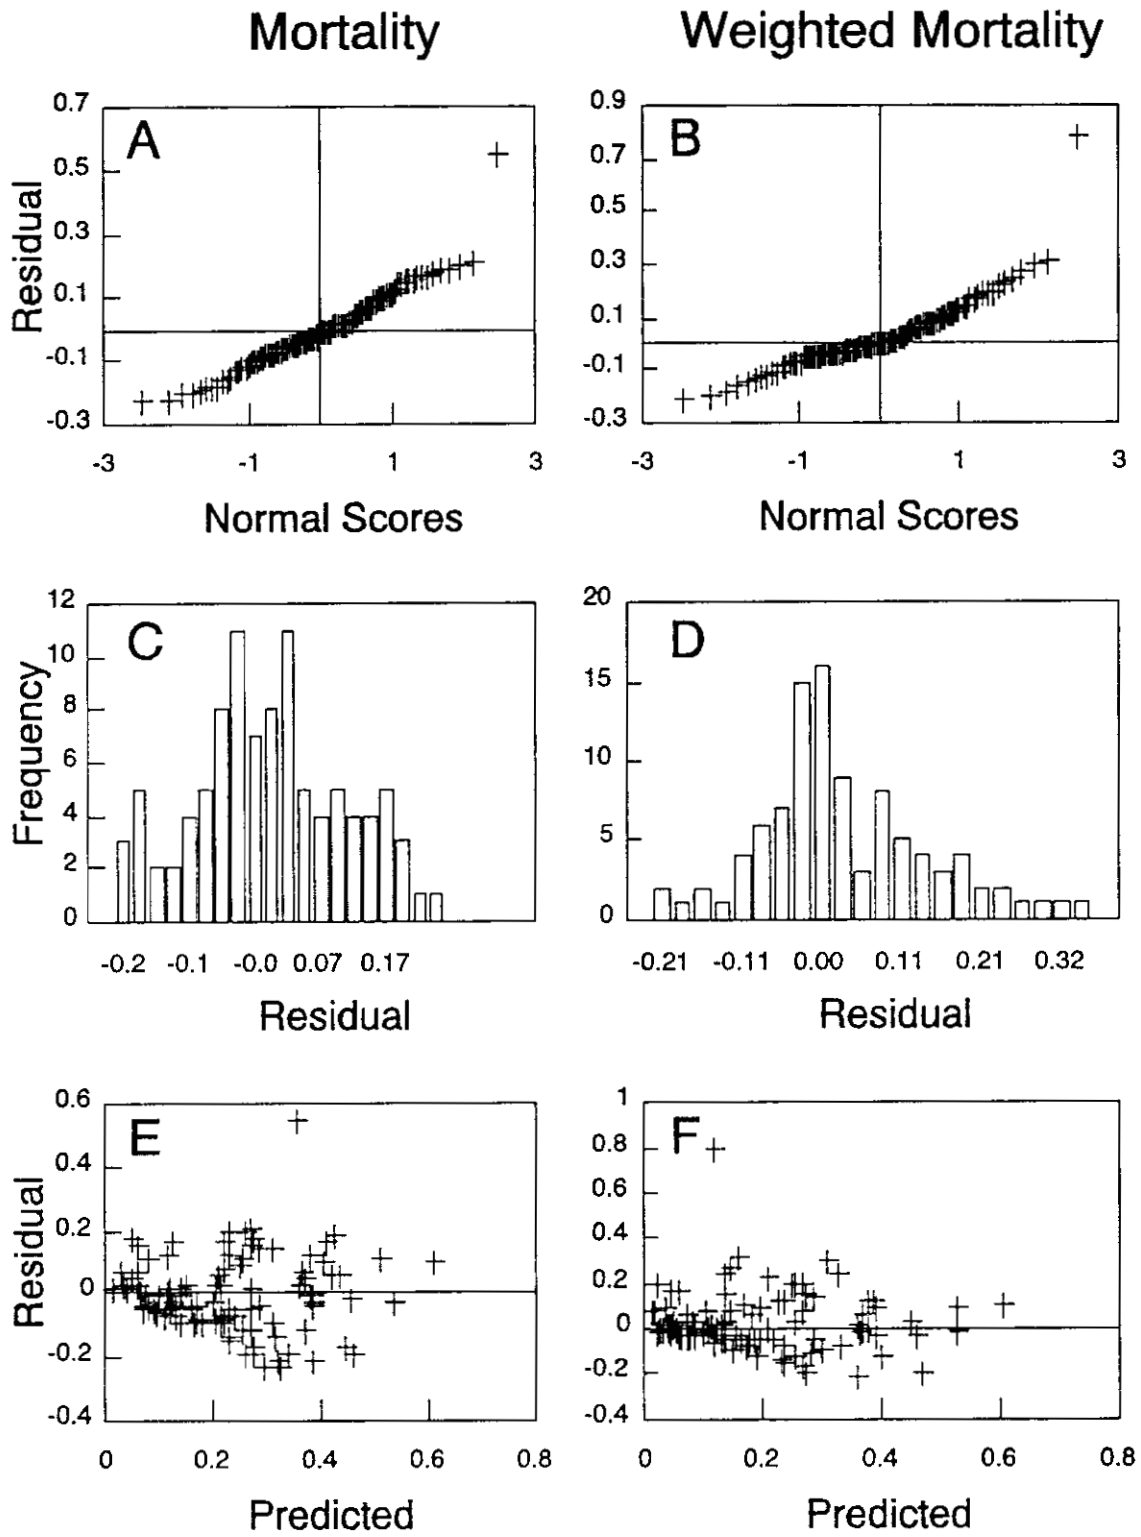 Mortality
Weighted Mortality
A
Residual
0.7
0.5
0.3
0.1
-0.1
-0.3
-3 -1 1 3
Normal Scores
B
0.9
0.7
0.5
0.3
0.1
-0.1
-0.3
-3 -1 1 3
Normal Scores
C
Frequency
12
10
8
6
4
2
0
-0.2 -0.1 -0.0 0.07 0.17
Residual
D
20
15
10
5
0
-0.21 -0.11 0.00 0.11 0.21 0.32
Residual
E
Residual
0.6
0.4
0.2
0
-0.2
-0.4
0 0.2 0.4 0.6 0.8
Predicted
F
1
0.8
0.6
0.4
0.2
0
-0.2
-0.4
0 0.2 0.4 0.6 0.8
Predicted